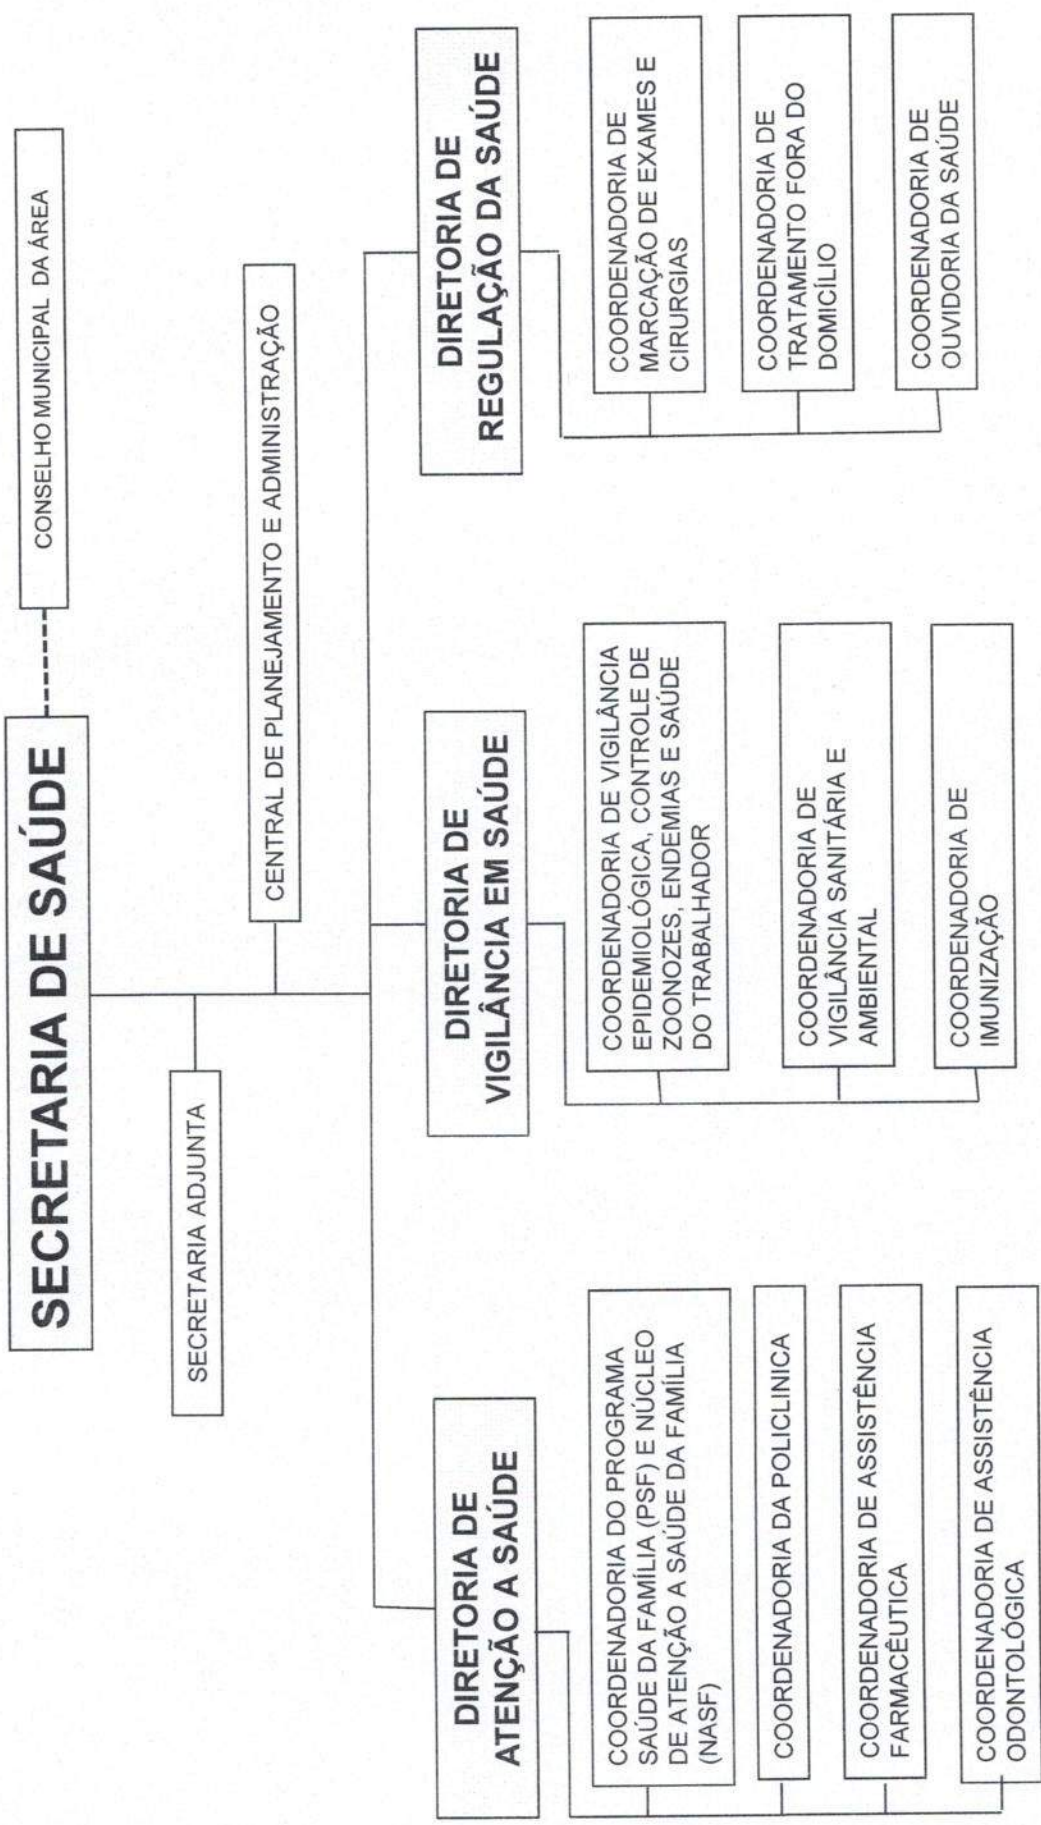 SECRETARIA DE SAÚDE
CONSELHO MUNICIPAL DA ÁREA
SECRETARIA ADJUNTA
CENTRAL DE PLANEJAMENTO E ADMINISTRAÇÃO
DIRETORIA DE
ATENÇÃO A SAÚDE
COORDENADORIA DO PROGRAMA
SAÚDE DA FAMÍLIA (PSF) E NÚCLEO
DE ATENÇÃO A SAÚDE DA FAMÍLIA
(NASF)
COORDENADORIA DA POLICLINICA
COORDENADORIA DE ASSISTÊNCIA
FARMACÊUTICA
COORDENADORIA DE ASSISTÊNCIA
ODONTOLÓGICA
DIRETORIA DE
VIGILÂNCIA EM SAÚDE
COORDENADORIA DE VIGILÂNCIA
EPIDEMIOLÓGICA, CONTROLE DE
ZOONOZES, ENDEMIAS E SAÚDE
DO TRABALHADOR
COORDENADORIA DE
VIGILÂNCIA SANITÁRIA E
AMBIENTAL
COORDENADORIA DE
IMUNIZAÇÃO
DIRETORIA DE
REGULAÇÃO DA SAÚDE
COORDENADORIA DE
MARCAÇÃO DE EXAMES E
CIRURGIAS
COORDENADORIA DE
TRATAMENTO FORA DO
DOMICÍLIO
COORDENADORIA DE
OUVIDORIA DA SAÚDE